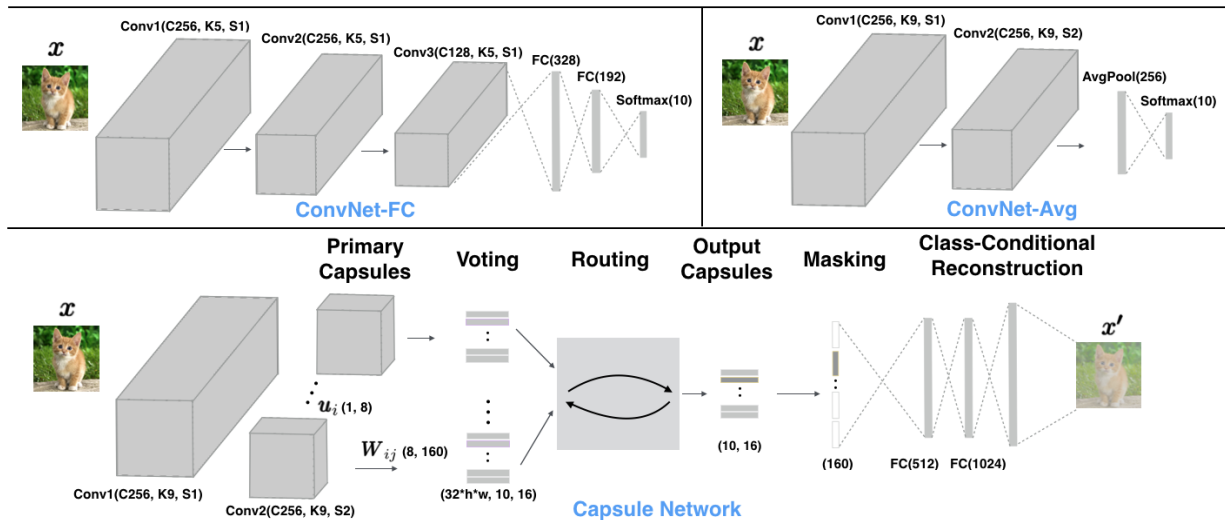 x
Conv1(C256, K5, S1)
Conv2(C256, K5, S1)
Conv3(C128, K5, S1)
FC(328)
FC(192)
Softmax(10)
ConvNet-FC
x
Conv1(C256, K9, S1)
Conv2(C256, K9, S2)
AvgPool(256)
Softmax(10)
ConvNet-Avg
Primary
Capsules
Voting
Routing
Output
Capsules
Masking
Class-Conditional
Reconstruction
x
u_i (1, 8)
W_ij (8, 160)
Conv1(C256, K9, S1)
Conv2(C256, K9, S2)
(32*h*w, 10, 16)
(10, 16)
(160)
FC(512)
FC(1024)
x′
Capsule Network